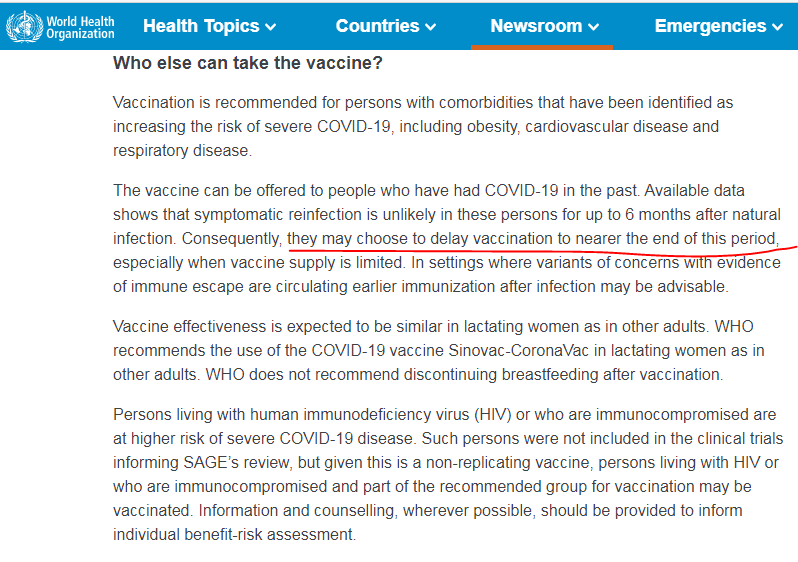 World Health
Organization
Health Topics
Countries
Newsroom
Emergencies
Who else can take the vaccine?
Vaccination is recommended for persons with comorbidities that have been identified as
increasing the risk of severe COVID-19, including obesity, cardiovascular disease and
respiratory disease.
The vaccine can be offered to people who have had COVID-19 in the past. Available data
shows that symptomatic reinfection is unlikely in these persons for up to 6 months after natural
infection. Consequently, they may choose to delay vaccination to nearer the end of this period,
especially when vaccine supply is limited. In settings where variants of concerns with evidence
of immune escape are circulating earlier immunization after infection may be advisable.
Vaccine effectiveness is expected to be similar in lactating women as in other adults. WHO
recommends the use of the COVID-19 vaccine Sinovac-CoronaVac in lactating women as in
other adults. WHO does not recommend discontinuing breastfeeding after vaccination.
Persons living with human immunodeficiency virus (HIV) or who are immunocompromised are
at higher risk of severe COVID-19 disease. Such persons were not included in the clinical trials
informing SAGE's review, but given this is a non-replicating vaccine, persons living with HIV or
who are immunocompromised and part of the recommended group for vaccination may be
vaccinated. Information and counselling, wherever possible, should be provided to inform
individual benefit-risk assessment.